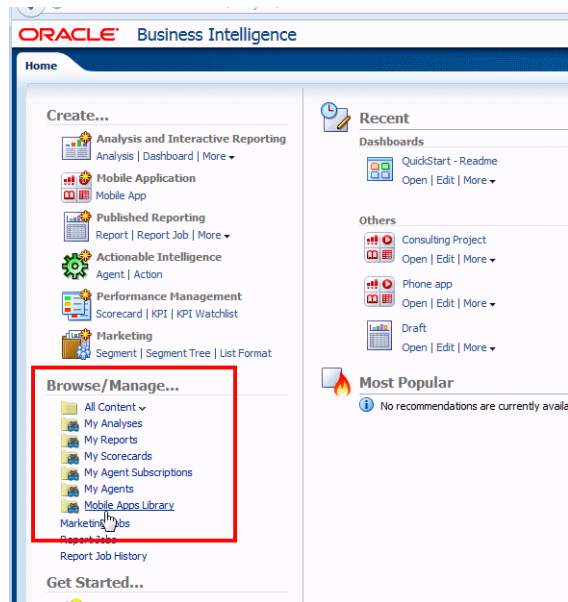 ORACLE Business Intelligence
Home
Create...
Analysis and Interactive Reporting
Analysis | Dashboard | More
Mobile Application
Mobile App
Published Reporting
Report | Report Job | More
Actionable Intelligence
Agent | Action
Performance Management
Scorecard | KPI | KPI Watchlist
Marketing
Segment | Segment Tree | List Format
Browse/Manage...
All Content
My Analyses
My Reports
My Scorecards
My Agent Subscriptions
My Agents
Mobile Apps Library
Marketing Jobs
Report Jobs
Report Job History
Get Started...
Recent
Dashboards
QuickStart - Readme
Open | Edit | More
Others
Consulting Project
Open | Edit | More
Phone app
Open | Edit | More
Draft
Open | Edit | More
Most Popular
No recommendations are currently availa